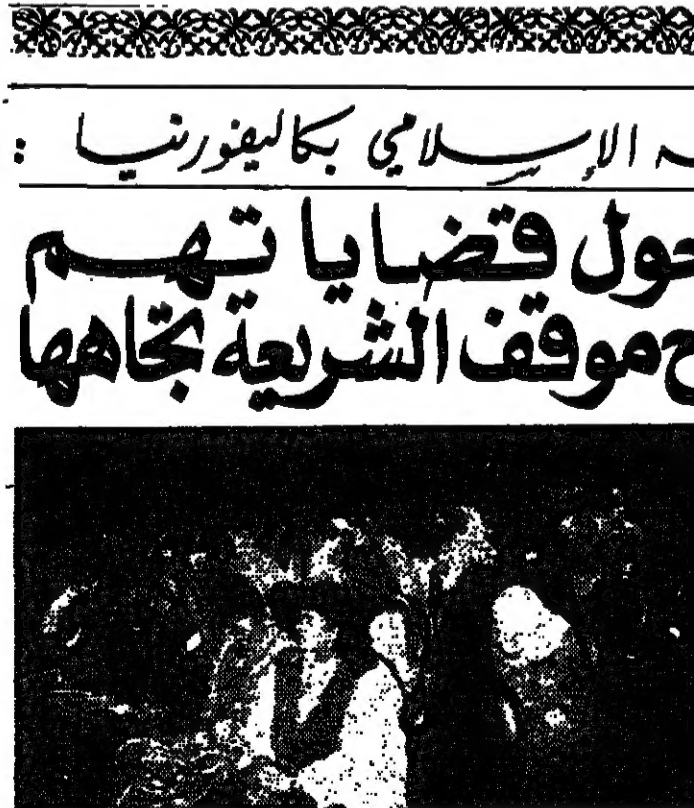 ـه الإسلامي بكاليفورنيا :
حول قضايا تهم
ح موقف الشريعة تجاهها